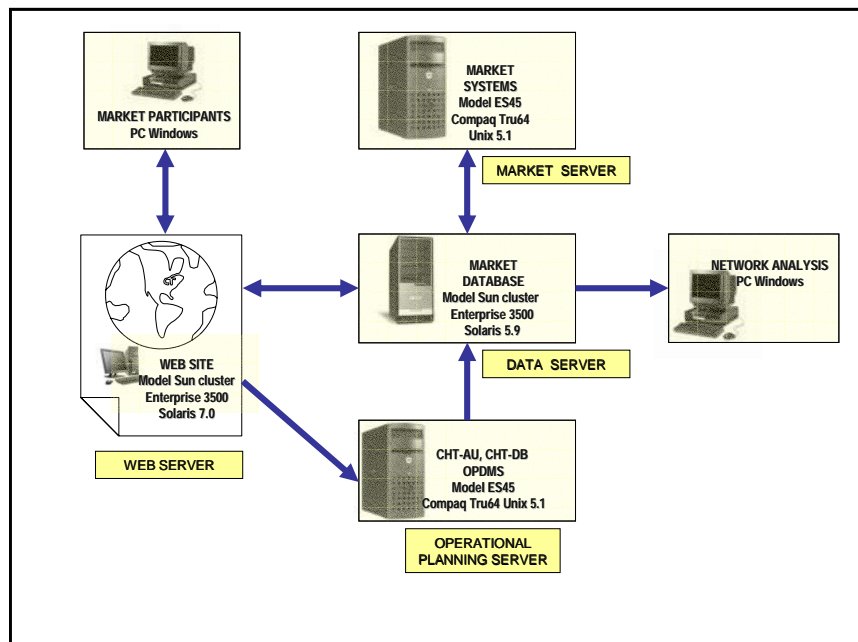 MARKET PARTICIPANTS
PC Windows
MARKET
SYSTEMS
Model ES45
Compaq Tru64
Unix 5.1
MARKET SERVER
WEB SITE
Model Sun cluster
Enterprise 3500
Solaris 7.0
WEB SERVER
MARKET
DATABASE
Model Sun cluster
Enterprise 3500
Solaris 5.9
DATA SERVER
NETWORK ANALYSIS
PC Windows
CHT-AU, CHT-DB
OPDMS
Model ES45
Compaq Tru64 Unix 5.1
OPERATIONAL
PLANNING SERVER